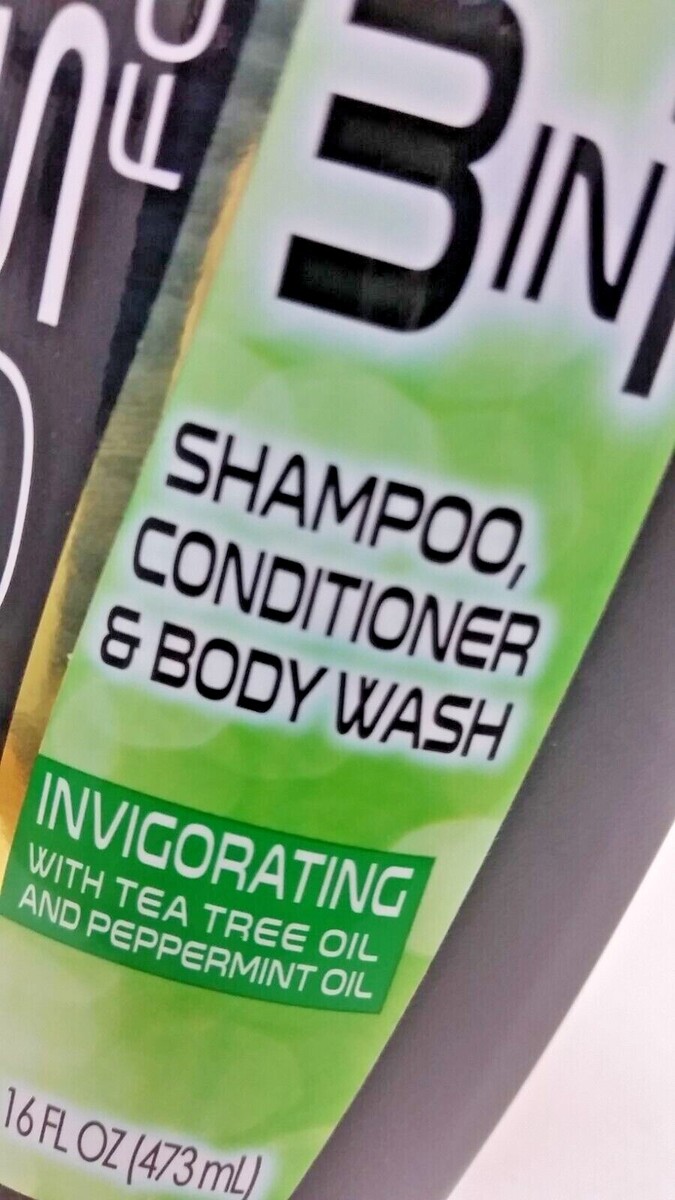 3 IN
SHAMPOO,
CONDITIONER
& BODY WASH
INVIGORATING
WITH TEA TREE OIL
AND PEPPERMINT OIL
16 FL OZ (473 mL)